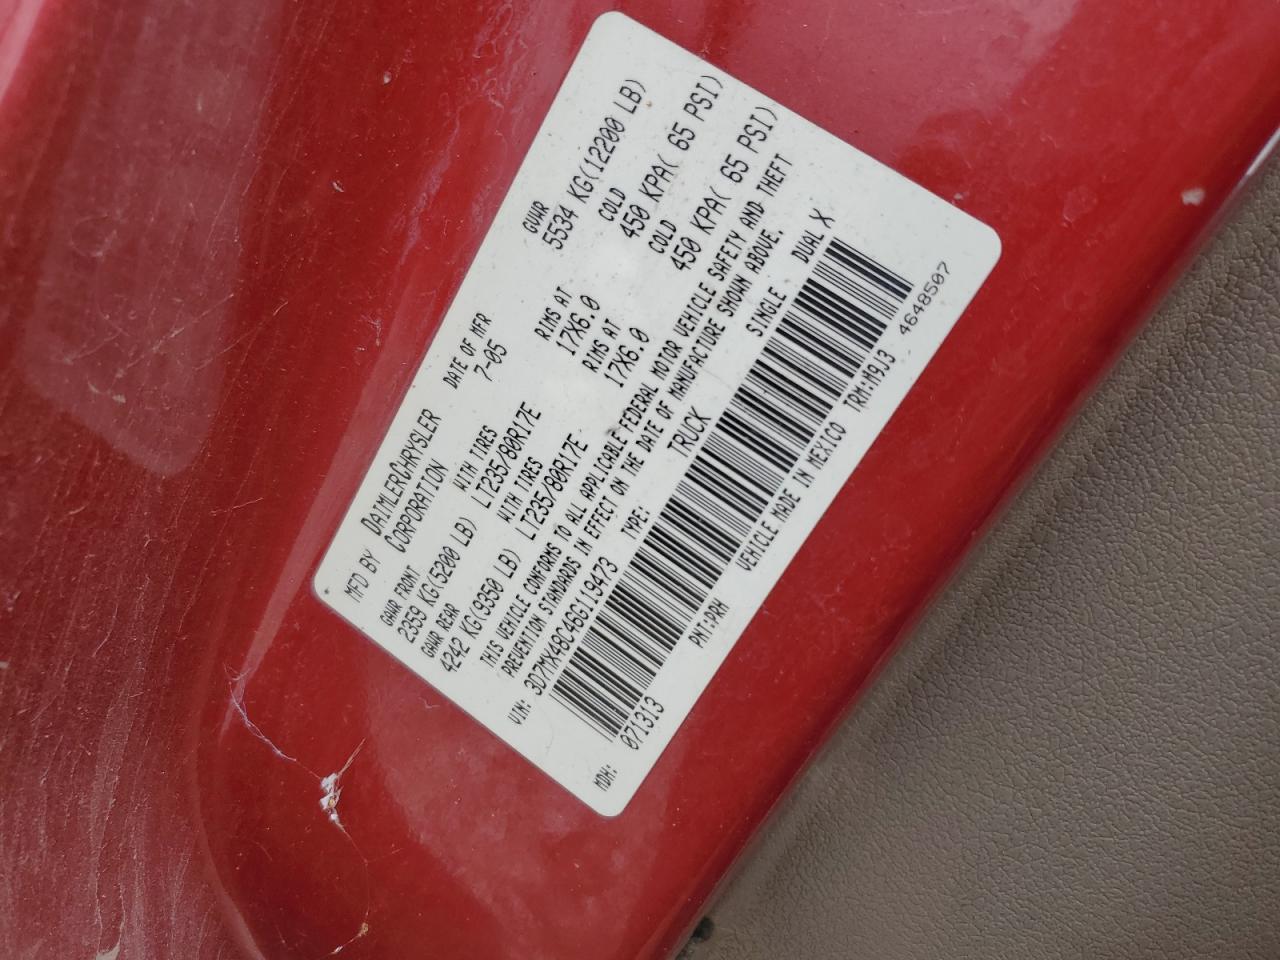 MFD BY DAIMLERCHRYSLER CORPORATION DATE OF MFR 7-05 GVWR 5534 KG(12200 LB)
GAWR FRONT WITH TIRES RIMS AT COLD
2359 KG(5200 LB) LT235/80R17E 17X6.0 450 KPA( 65 PSI)
GAWR REAR WITH TIRES RIMS AT COLD
4242 KG(9350 LB) LT235/80R17E 17X6.0 450 KPA( 65 PSI)
THIS VEHICLE CONFORMS TO ALL APPLICABLE FEDERAL MOTOR VEHICLE SAFETY AND THEFT
PREVENTION STANDARDS IN EFFECT ON THE DATE OF MANUFACTURE SHOWN ABOVE.
VIN: 3D7MX48C46G119473 TYPE: TRUCK SINGLE DUAL X
MDH: 071313 PNT:PRH VEHICLE MADE IN MEXICO TRM:M9J3 4648507